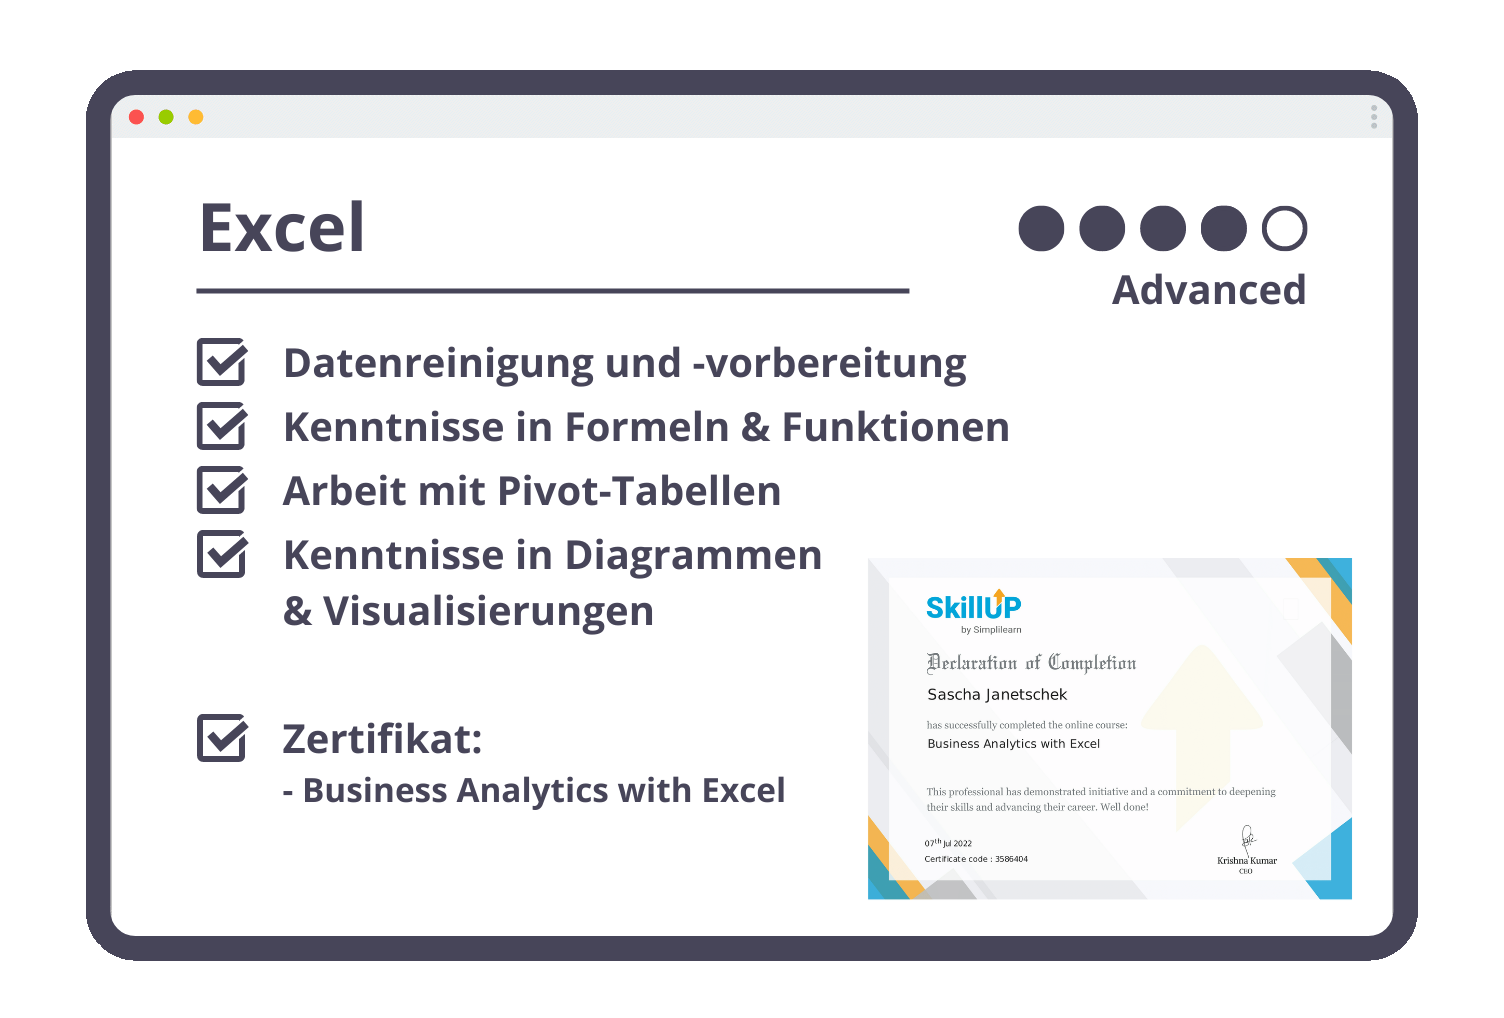 Excel
Advanced
Datenreinigung und -vorbereitung
Kenntnisse in Formeln & Funktionen
Arbeit mit Pivot-Tabellen
Kenntnisse in Diagrammen
& Visualisierungen
Zertifikat:
- Business Analytics with Excel
SkillUP
by Simplilearn
Declaration of Completion
Sascha Janetschek
has successfully completed the online course:
Business Analytics with Excel
This professional has demonstrated initiative and a commitment to deepening
their skills and advancing their career. Well done!
07th Jul 2022
Certificate code : 3586404
Krishna Kumar
CEO